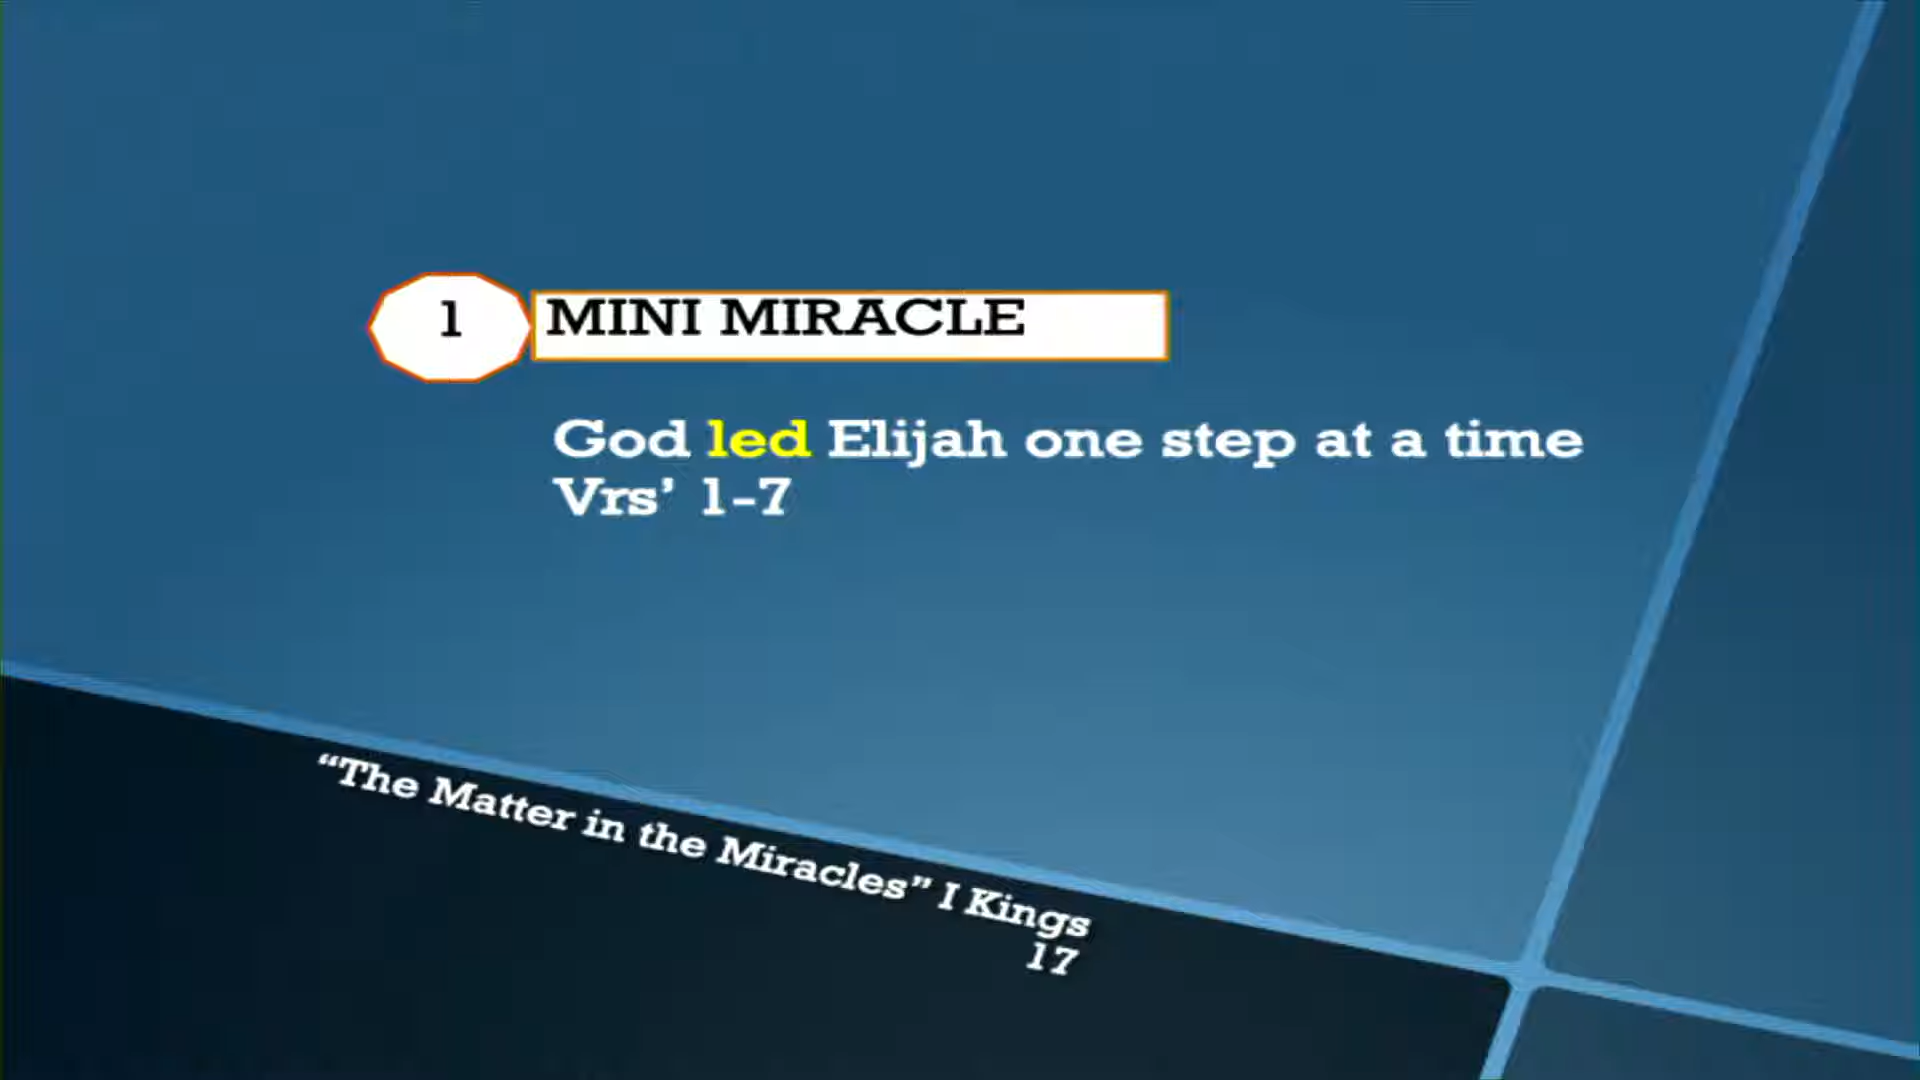 1 MINI MIRACLE
God led Elijah one step at a time
Vrs’ 1-7
“The Matter in the Miracles” I Kings
17